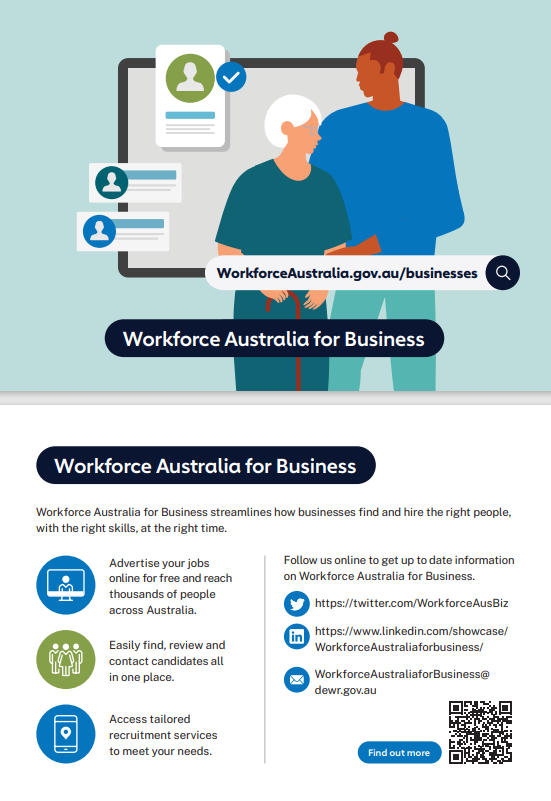 WorkforceAustralia.gov.au/businesses
Workforce Australia for Business
Workforce Australia for Business
Workforce Australia for Business streamlines how businesses find and hire the right people,
with the right skills, at the right time.
Advertise your jobs
online for free and reach
thousands of people
across Australia.
Easily find, review and
contact candidates all
in one place.
Access tailored
recruitment services
to meet your needs.
Follow us online to get up to date information
on Workforce Australia for Business.
https://twitter.com/WorkforceAusBiz
https://www.linkedin.com/showcase/
WorkforceAustraliaforbusiness/
WorkforceAustraliaforBusiness@
dewr.gov.au
Find out more